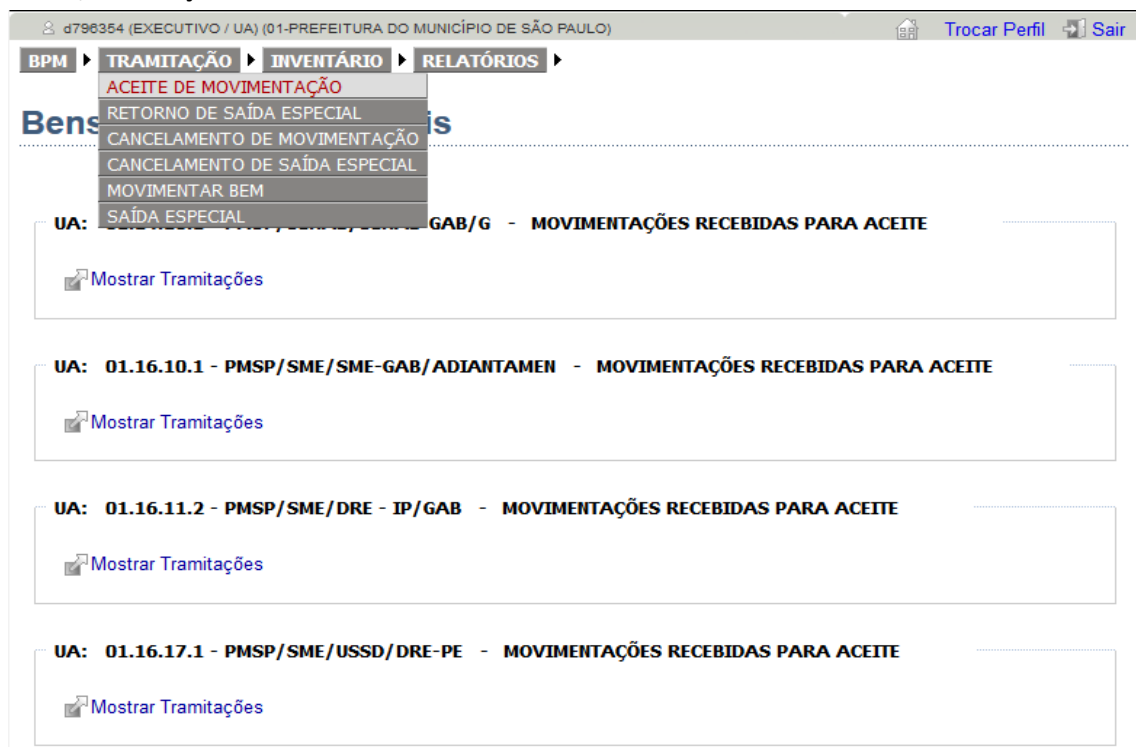 d796354 (EXECUTIVO / UA) (01-PREFEITURA DO MUNICÍPIO DE SÃO PAULO) Trocar Perfil Sair
BPM TRAMITAÇÃO INVENTÁRIO RELATÓRIOS
ACEITE DE MOVIMENTAÇÃO
RETORNO DE SAÍDA ESPECIAL
Bens is
CANCELAMENTO DE MOVIMENTAÇÃO
CANCELAMENTO DE SAÍDA ESPECIAL
MOVIMENTAR BEM
SAÍDA ESPECIAL
UA: GAB/G - MOVIMENTAÇÕES RECEBIDAS PARA ACEITE
Mostrar Tramitações
UA: 01.16.10.1 - PMSP/SME/SME-GAB/ADIANTAMEN - MOVIMENTAÇÕES RECEBIDAS PARA ACEITE
Mostrar Tramitações
UA: 01.16.11.2 - PMSP/SME/DRE - IP/GAB - MOVIMENTAÇÕES RECEBIDAS PARA ACEITE
Mostrar Tramitações
UA: 01.16.17.1 - PMSP/SME/USSD/DRE-PE - MOVIMENTAÇÕES RECEBIDAS PARA ACEITE
Mostrar Tramitações